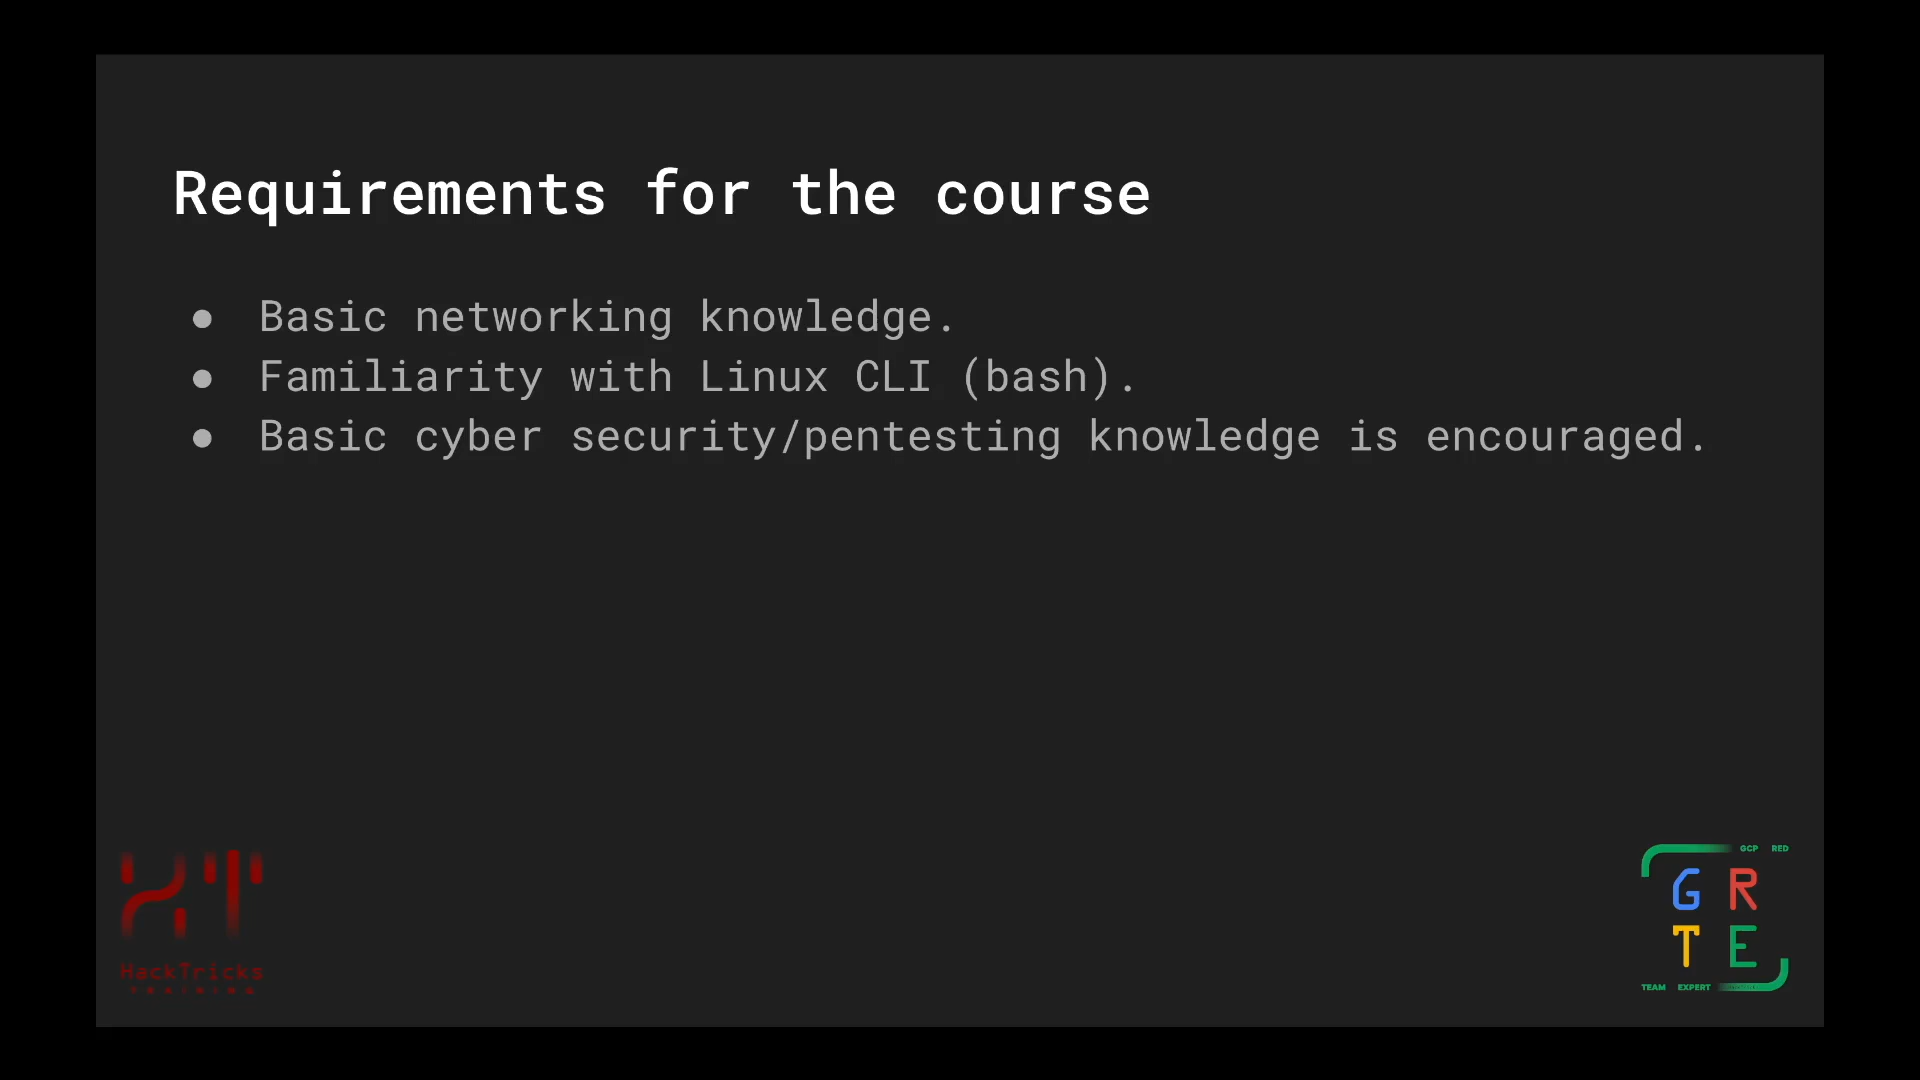 Requirements for the course
● Basic networking knowledge.
● Familiarity with Linux CLI (bash).
● Basic cyber security/pentesting knowledge is encouraged.
HackTricks
GCP RED
G R
T E
TEAM EXPERT